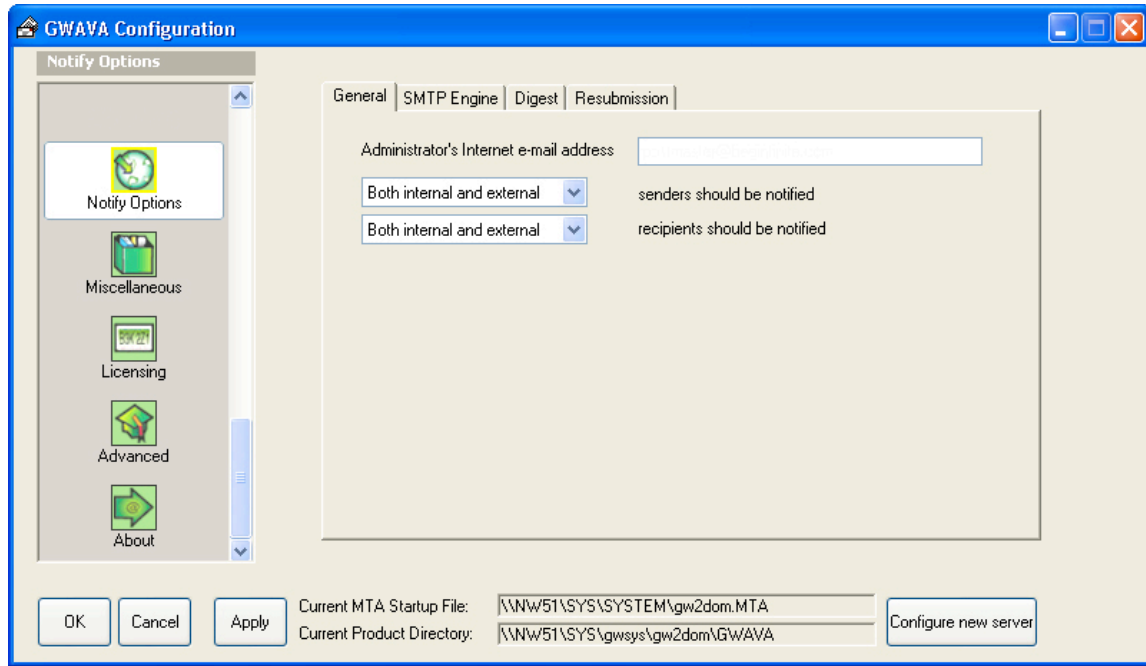 GWAVA Configuration
Notify Options
Notify Options
Miscellaneous
Licensing
Advanced
About
General SMTP Engine Digest Resubmission
Administrator's Internet e-mail address
Both internal and external senders should be notified
Both internal and external recipients should be notified
OK Cancel Apply
Current MTA Startup File: \\NW51\SYS\SYSTEM\gw2dom.MTA
Current Product Directory: \\NW51\SYS\gwsys\gw2dom\GWAVA
Configure new server